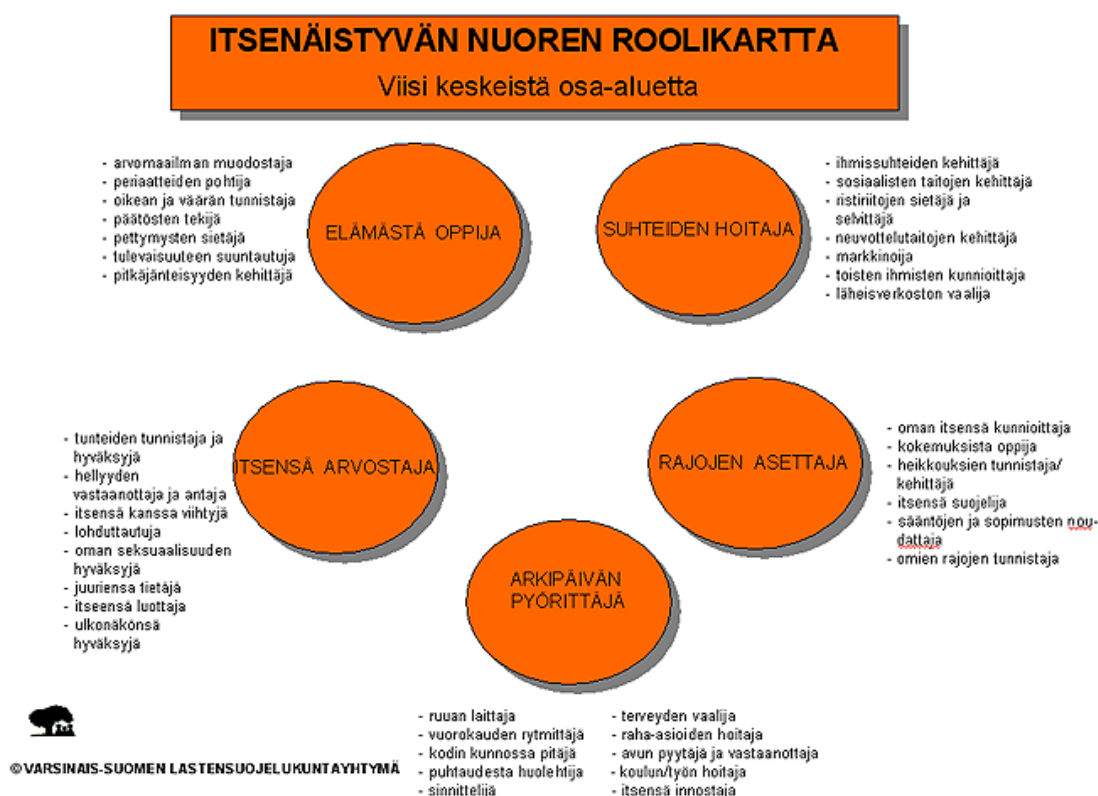 ITSENÄISTYVÄN NUOREN ROOLIKARTTA
Viisi keskeistä osa-aluetta
- arvomaailman muodostaja
- periaatteiden pohtija
- oikean ja väärän tunnistaja
- päätösten tekijä
- pettymysten sietäjä
- tulevaisuuteen suuntautuja
- pitkäjänteisyyden kehittäjä
ELÄMÄSTÄ OPPIJA
SUHTEIDEN HOITAJA
- ihmissuhteiden kehittäjä
- sosiaalisten taitojen kehittäjä
- ristiriitojen sietäjä ja
selvittäjä
- neuvottelutaitojen kehittäjä
- markkinoija
- toisten ihmisten kunnioittaja
- läheisverkoston vaalija
- tunteiden tunnistaja ja
hyväksyjä
- hellyyden
vastaanottaja ja antaja
- itsensä kanssa viihtyjä
- lohduttautuja
- oman seksuaalisuuden
hyväksyjä
- juuriensa tietäjä
- itseensä luottaja
- ulkonäkönsä
hyväksyjä
ITSENSÄ ARVOSTAJA
RAJOJEN ASETTAJA
- oman itsensä kunnioittaja
- kokemuksista oppija
- heikkouksien tunnistaja/
kehittäjä
- itsensä suojelija
- sääntöjen ja sopimusten nou-
dattaja
- omien rajojen tunnistaja
ARKIPÄIVÄN
PYÖRITTÄJÄ
- ruuan laittaja
- vuorokauden rytmittäjä
- kodin kunnossa pitäjä
- puhtaudesta huolehtija
- sinnittelijä
- terveyden vaalija
- raha-asioiden hoitaja
- avun pyytäjä ja vastaanottaja
- koulun/työn hoitaja
- itsensä innostaja
©VARSINAIS-SUOMEN LASTENSUOJELUKUNTAYHTYMÄ